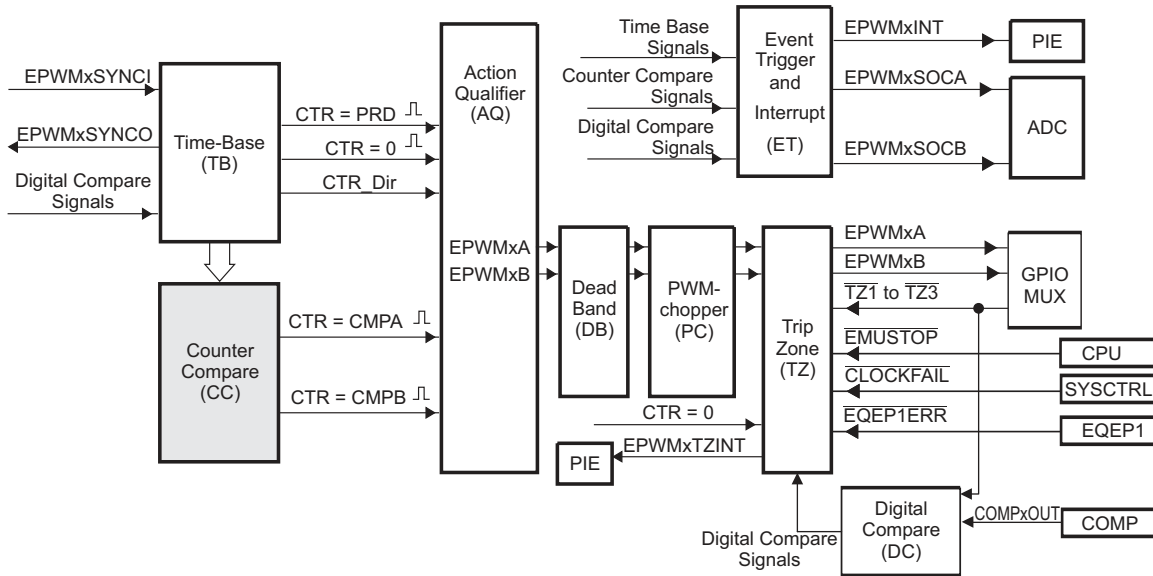 EPWMxSYNCI
EPWMxSYNCO
Digital Compare
Signals
Time-Base
(TB)
CTR = PRD
CTR = 0
CTR_Dir
Counter
Compare
(CC)
CTR = CMPA
CTR = CMPB
Action
Qualifier
(AQ)
EPWMxA
EPWMxB
Time Base
Signals
Counter Compare
Signals
Digital Compare
Signals
Event
Trigger
and
Interrupt
(ET)
EPWMxINT
EPWMxSOCA
EPWMxSOCB
PIE
ADC
Dead
Band
(DB)
PWM-
chopper
(PC)
Trip
Zone
(TZ)
EPWMxA
EPWMxB
TZ1 to TZ3
EMUSTOP
CLOCKFAIL
EQEP1ERR
GPIO
MUX
CPU
SYSCTRL
EQEP1
CTR = 0
EPWMxTZINT
PIE
Digital Compare
Signals
Digital
Compare
(DC)
COMPxOUT
COMP